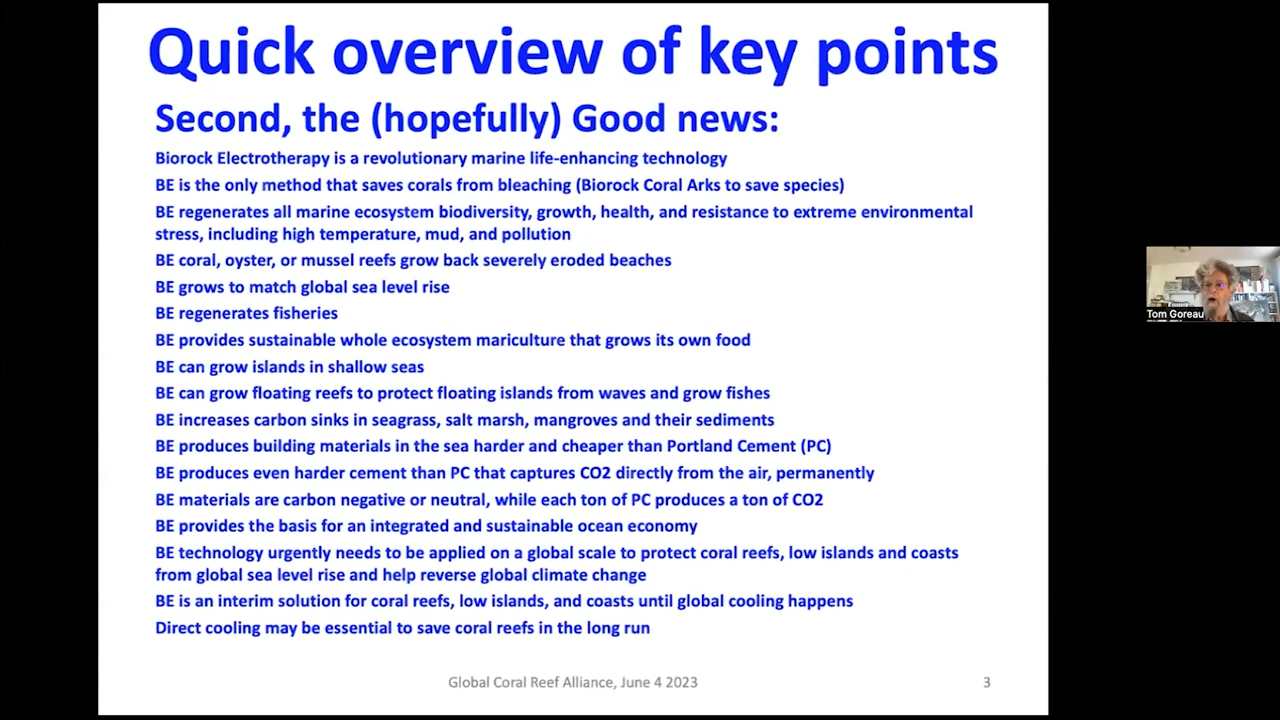 Quick overview of key points
Second, the (hopefully) Good news:
Biorock Electrotherapy is a revolutionary marine life-enhancing technology
BE is the only method that saves corals from bleaching (Biorock Coral Arks to save species)
BE regenerates all marine ecosystem biodiversity, growth, health, and resistance to extreme environmental
stress, including high temperature, mud, and pollution
BE coral, oyster, or mussel reefs grow back severely eroded beaches
BE grows to match global sea level rise
BE regenerates fisheries
BE provides sustainable whole ecosystem mariculture that grows its own food
BE can grow islands in shallow seas
BE can grow floating reefs to protect floating islands from waves and grow fishes
BE increases carbon sinks in seagrass, salt marsh, mangroves and their sediments
BE produces building materials in the sea harder and cheaper than Portland Cement (PC)
BE produces even harder cement than PC that captures CO2 directly from the air, permanently
BE materials are carbon negative or neutral, while each ton of PC produces a ton of CO2
BE provides the basis for an integrated and sustainable ocean economy
BE technology urgently needs to be applied on a global scale to protect coral reefs, low islands and coasts
from global sea level rise and help reverse global climate change
BE is an interim solution for coral reefs, low islands, and coasts until global cooling happens
Direct cooling may be essential to save coral reefs in the long run
Global Coral Reef Alliance, June 4 2023
3
Tom Goreau